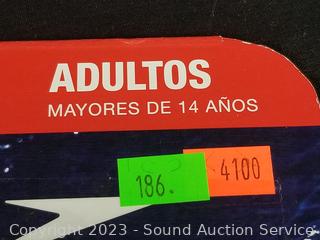 ADULTOS
MAYORES DE 14 AÑOS
186.
4100
Copyright 2023 - Sound Auction Service